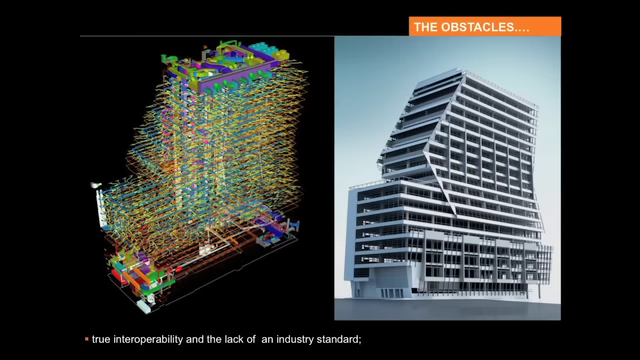 THE OBSTACLES....
true interoperability and the lack of an industry standard;